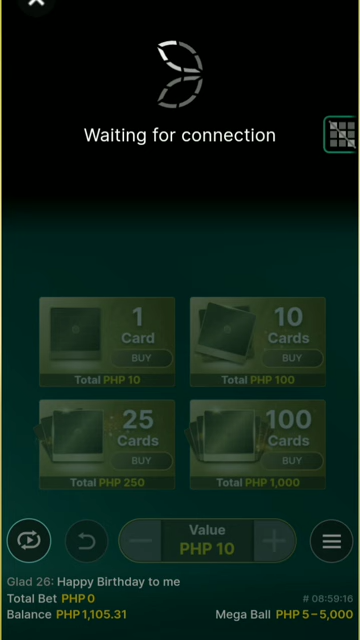 Waiting for connection
1
Card
BUY
Total PHP 10
10
Cards
BUY
Total PHP 100
25
Cards
BUY
Total PHP 250
100
Cards
BUY
Total PHP 1,000
Value
PHP 10
Glad 26: Happy Birthday to me
Total Bet PHP 0
# 08:59:16
Balance PHP 1,105.31
Mega Ball PHP 5–5,000